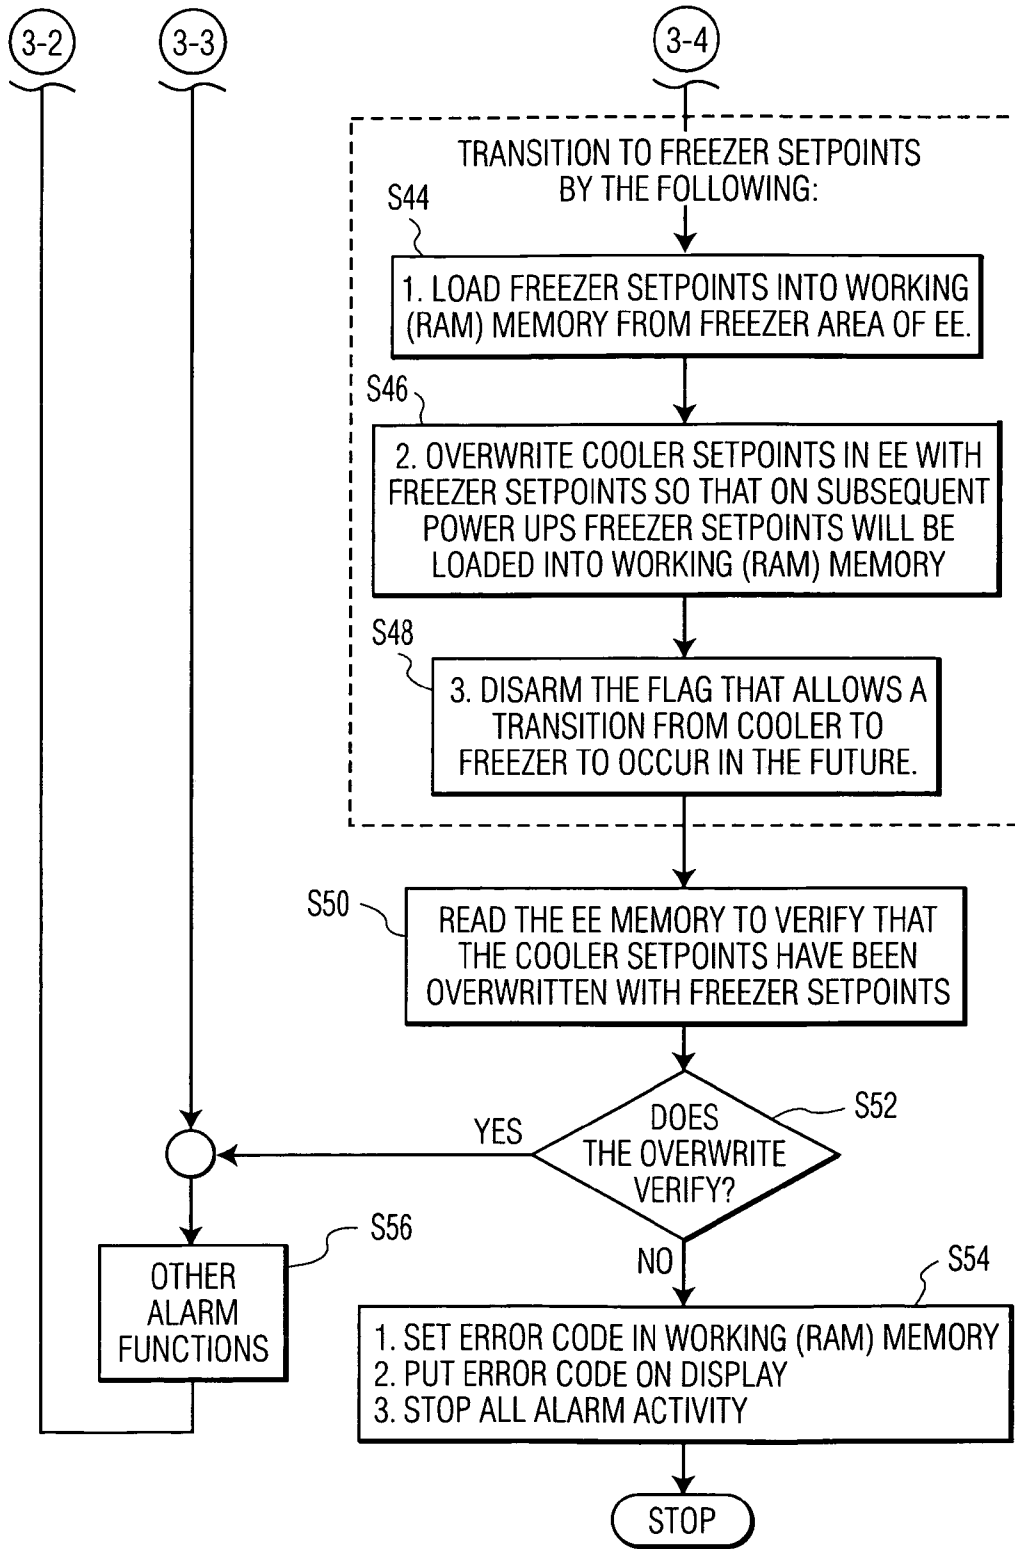 3-2
3-3
3-4
TRANSITION TO FREEZER SETPOINTS
BY THE FOLLOWING:
S44
1. LOAD FREEZER SETPOINTS INTO WORKING
(RAM) MEMORY FROM FREEZER AREA OF EE.
S46
2. OVERWRITE COOLER SETPOINTS IN EE WITH
FREEZER SETPOINTS SO THAT ON SUBSEQUENT
POWER UPS FREEZER SETPOINTS WILL BE
LOADED INTO WORKING (RAM) MEMORY
S48
3. DISARM THE FLAG THAT ALLOWS A
TRANSITION FROM COOLER TO
FREEZER TO OCCUR IN THE FUTURE.
S50
READ THE EE MEMORY TO VERIFY THAT
THE COOLER SETPOINTS HAVE BEEN
OVERWRITTEN WITH FREEZER SETPOINTS
S52
DOES
THE OVERWRITE
VERIFY?
YES
NO
S56
OTHER
ALARM
FUNCTIONS
S54
1. SET ERROR CODE IN WORKING (RAM) MEMORY
2. PUT ERROR CODE ON DISPLAY
3. STOP ALL ALARM ACTIVITY
STOP